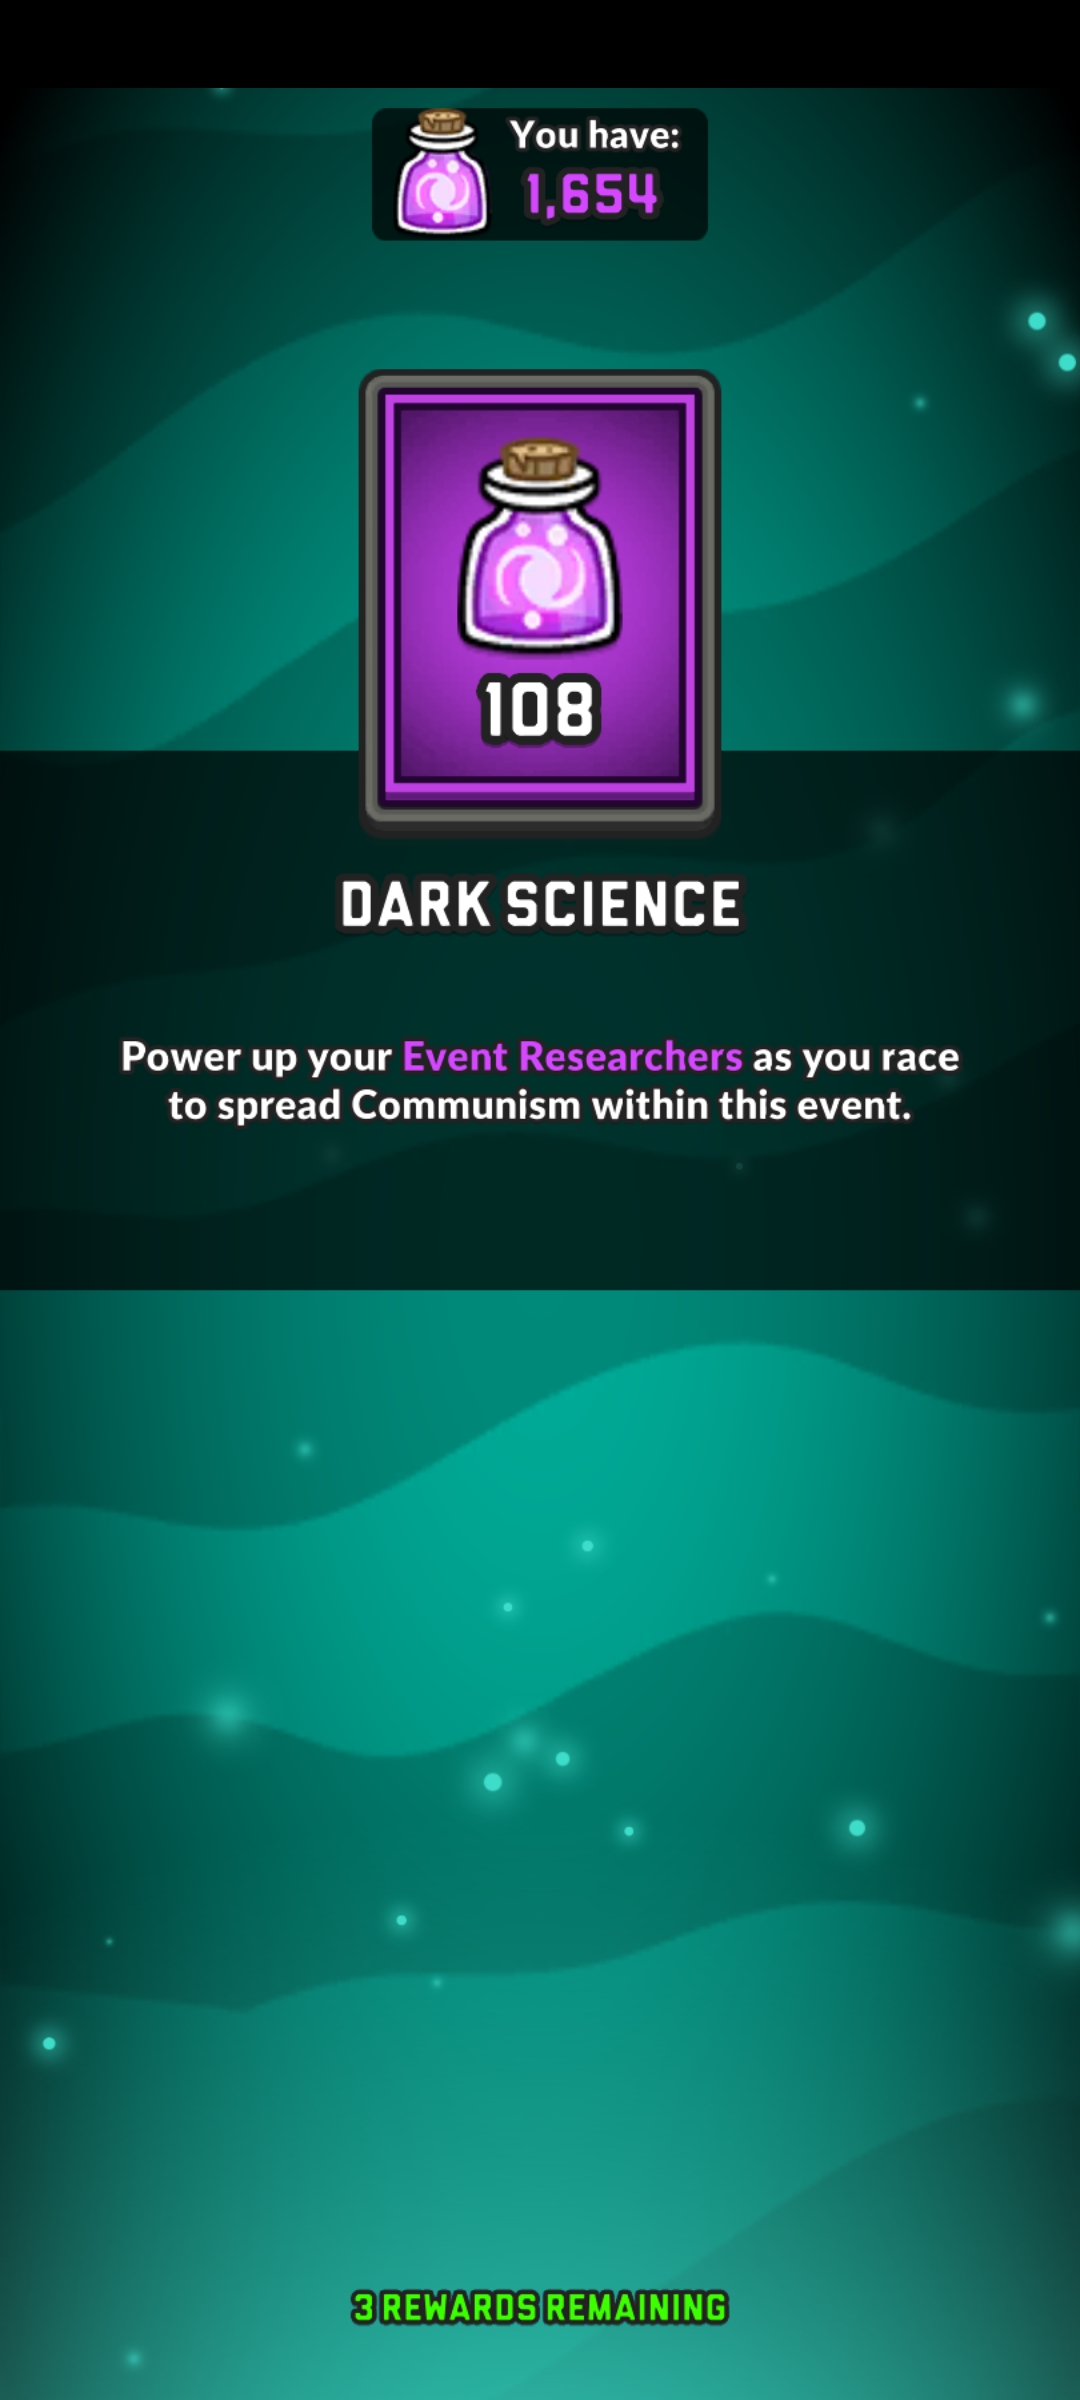 You have:
1,654
108
DARK SCIENCE
Power up your Event Researchers as you race
to spread Communism within this event.
3 REWARDS REMAINING